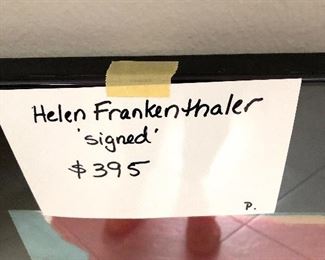 Helen Frankenthaler
'signed'
$395
P.